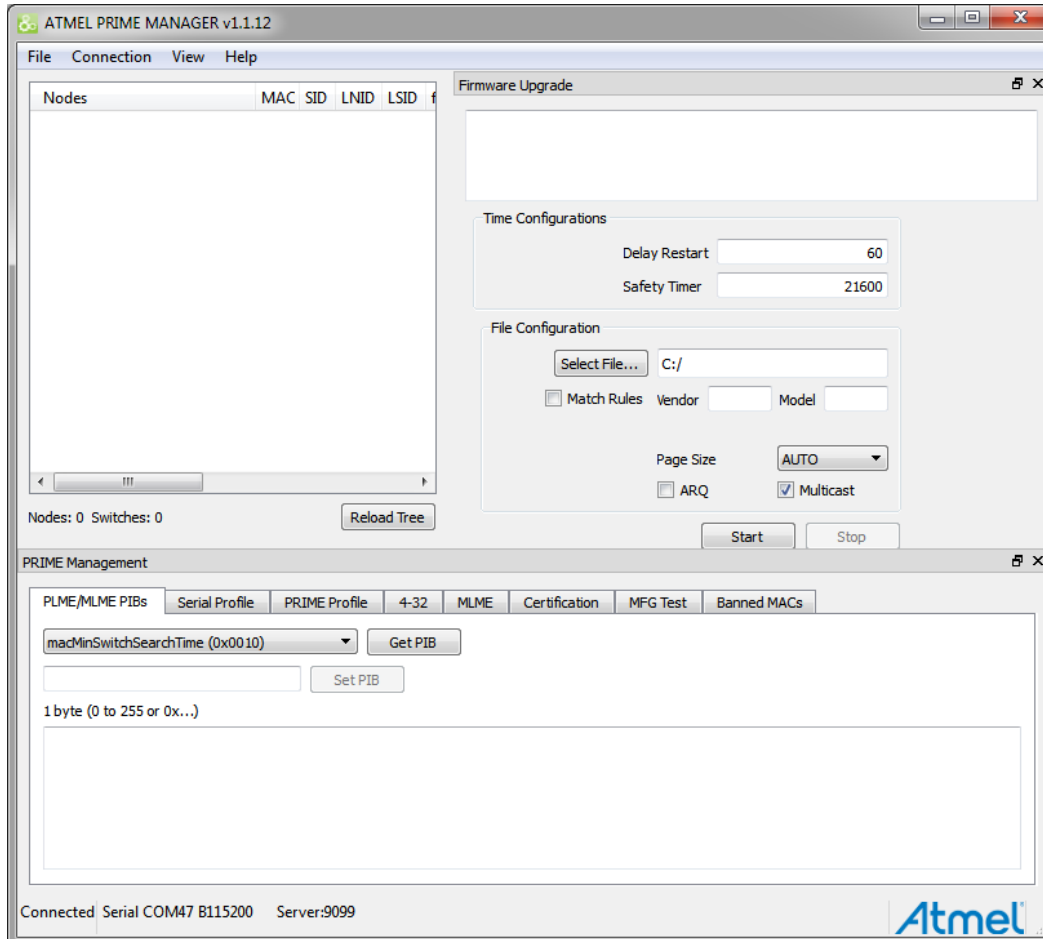 ATMEL PRIME MANAGER v1.1.12
File Connection View Help
Nodes MAC SID LNID LSID f
Nodes: 0 Switches: 0 Reload Tree
Firmware Upgrade
Time Configurations
Delay Restart 60
Safety Timer 21600
File Configuration
Select File... C:/
Match Rules Vendor Model
Page Size AUTO
ARQ Multicast
Start Stop
PRIME Management
PLME/MLME PIBs Serial Profile PRIME Profile 4-32 MLME Certification MFG Test Banned MACs
macMinSwitchSearchTime (0x0010) Get PIB
Set PIB
1 byte (0 to 255 or 0x...)
Connected Serial COM47 B115200 Server:9099
Atmel